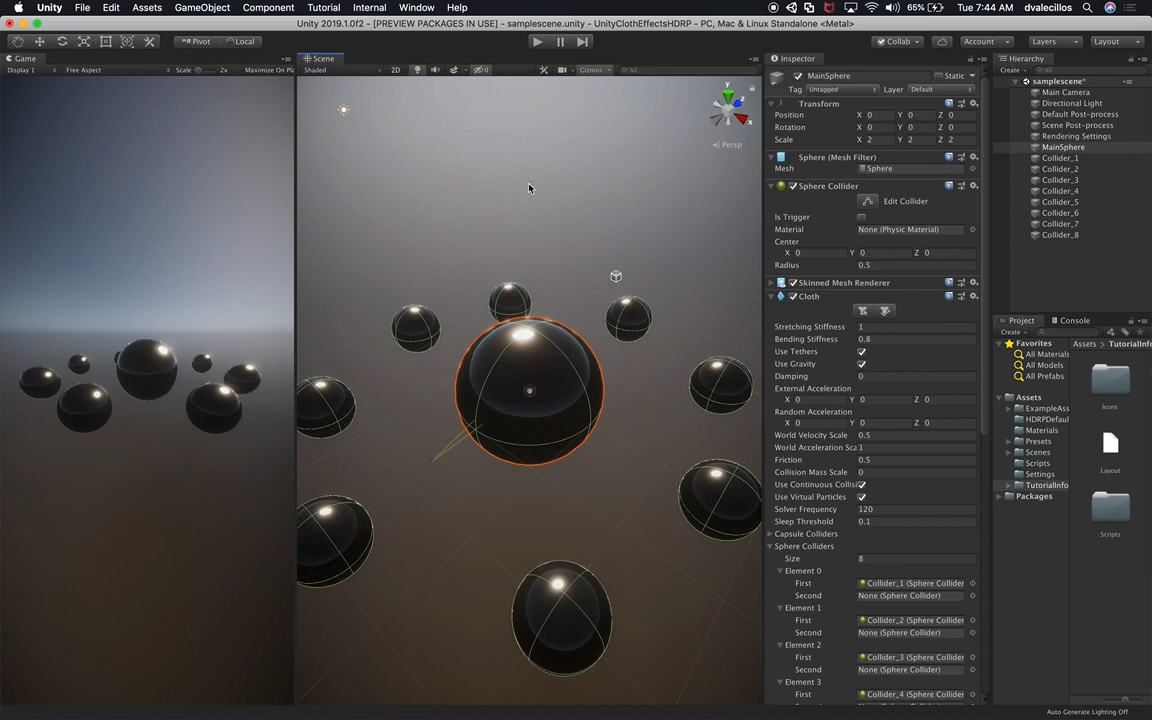 Unity File Edit Assets GameObject Component Tutorial Internal Window Help 65% Tue 7:44 AM dvalecillos
Unity 2019.1.0f2 - [PREVIEW PACKAGES IN USE] - samplescene.unity - UnityClothEffectsHDRP - PC, Mac & Linux Standalone <Metal>
Pivot Local Collab Account Layers Layout
Game
Display 1 Free Aspect Scale 2x Maximize On Pl
Scene
Shaded 2D 0 Gizmos All
y
z
x
Persp
Inspector
MainSphere Static
Tag Untagged Layer Default
Transform
Position X 0 Y 0 Z 0
Rotation X 0 Y 0 Z 0
Scale X 2 Y 2 Z 2
Sphere (Mesh Filter)
Mesh Sphere
Sphere Collider
Edit Collider
Is Trigger
Material None (Physic Material)
Center
X 0 Y 0 Z 0
Radius 0.5
Skinned Mesh Renderer
Cloth
Stretching Stiffness 1
Bending Stiffness 0.8
Use Tethers
Use Gravity
Damping 0
External Acceleration
X 0 Y 0 Z 0
Random Acceleration
X 0 Y 0 Z 0
World Velocity Scale 0.5
World Acceleration Sca 1
Friction 0.5
Collision Mass Scale 0
Use Continuous Collis
Use Virtual Particles
Solver Frequency 120
Sleep Threshold 0.1
Capsule Colliders
Sphere Colliders
Size 8
Element 0
First Collider_1 (Sphere Collider
Second None (Sphere Collider)
Element 1
First Collider_2 (Sphere Collider
Second None (Sphere Collider)
Element 2
First Collider_3 (Sphere Collider
Second None (Sphere Collider)
Element 3
First Collider_4 (Sphere Collider
Hierarchy
Create All
samplescene*
Main Camera
Directional Light
Default Post-process
Scene Post-process
Rendering Settings
MainSphere
Collider_1
Collider_2
Collider_3
Collider_4
Collider_5
Collider_6
Collider_7
Collider_8
Project Console
Create
Favorites
All Materials
All Models
All Prefabs
Assets
ExampleAss
HDRPDefaul
Materials
Presets
Scenes
Scripts
Settings
TutorialInfo
Packages
Assets TutorialInfo
Icons
Layout
Scripts
Auto Generate Lighting Off